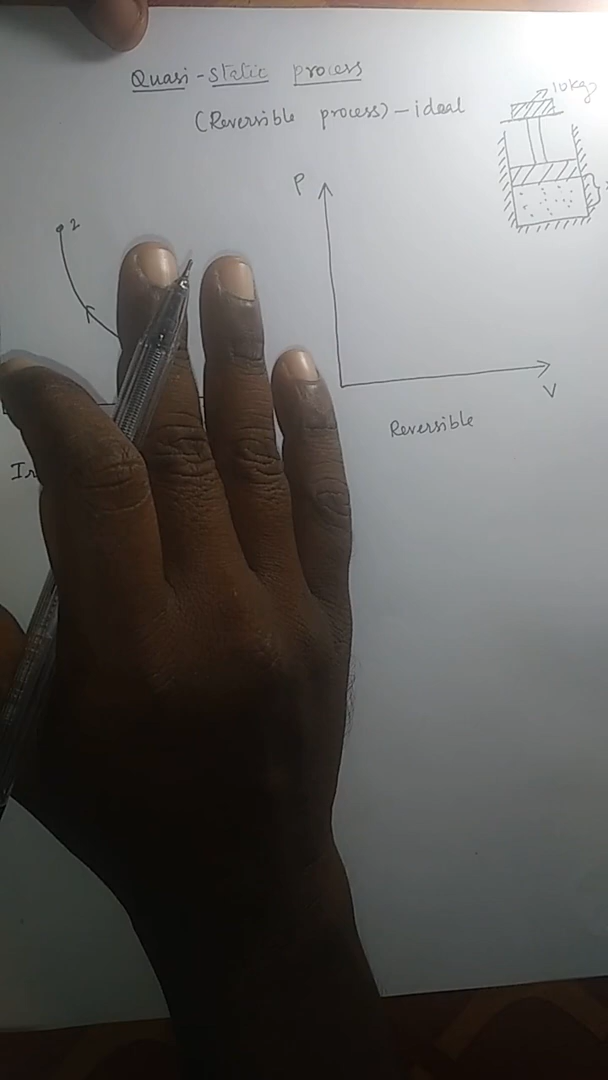 Quasi-static process
(Reversible process) - ideal
10kg
P
2
V
Reversible